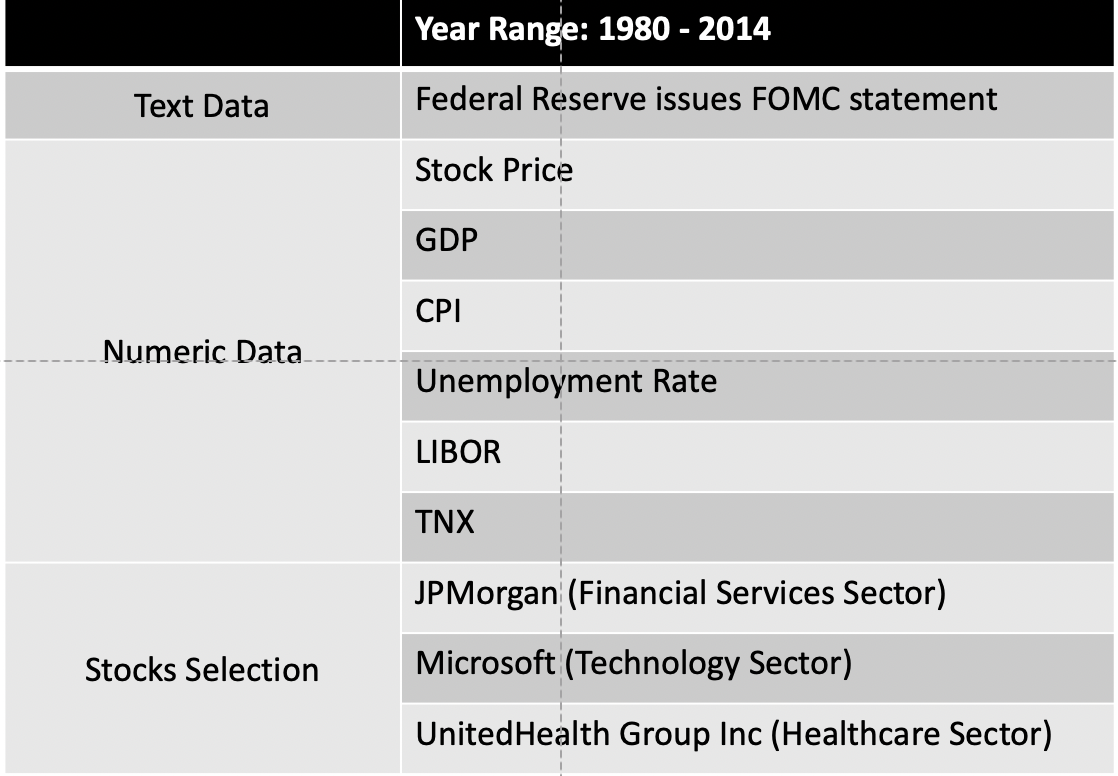 Year Range: 1980 - 2014
Text Data
Federal Reserve issues FOMC statement
Numeric Data
Stock Price
GDP
CPI
Unemployment Rate
LIBOR
TNX
Stocks Selection
JPMorgan (Financial Services Sector)
Microsoft (Technology Sector)
UnitedHealth Group Inc (Healthcare Sector)